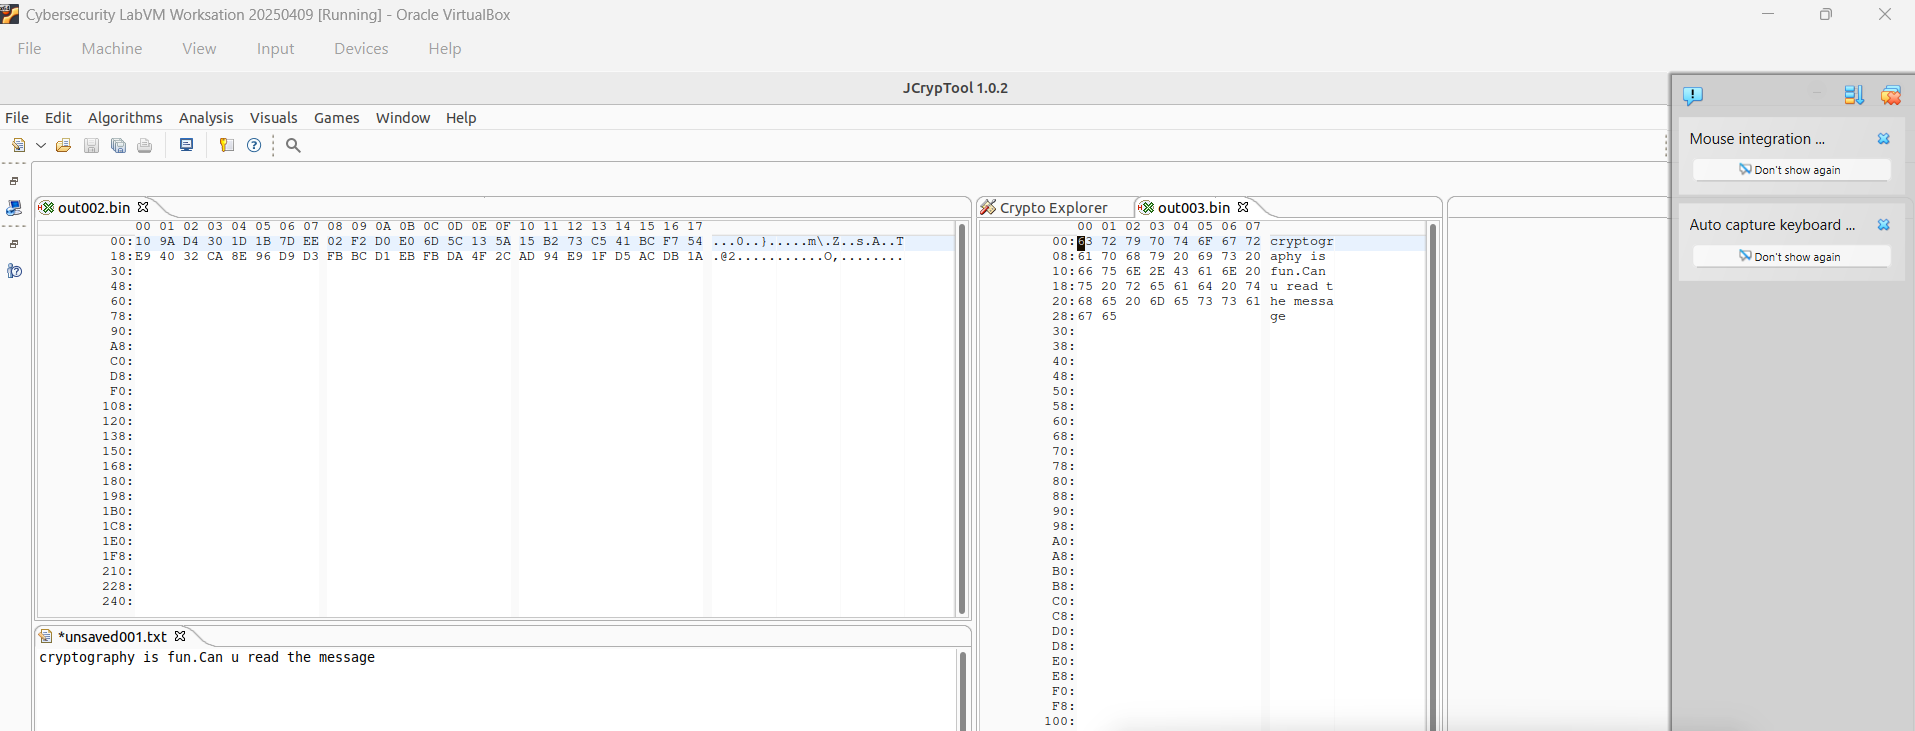 Cybersecurity LabVM Worksation 20250409 [Running] - Oracle VirtualBox
File Machine View Input Devices Help
JCrypTool 1.0.2
File Edit Algorithms Analysis Visuals Games Window Help
Mouse integration ...
Don't show again
Auto capture keyboard ...
Don't show again
out002.bin
00 01 02 03 04 05 06 07 08 09 0A 0B 0C 0D 0E 0F 10 11 12 13 14 15 16 17
00:10 9A D4 30 1D 1B 7D EE 02 F2 D0 E0 6D 5C 13 5A 15 B2 73 C5 41 BC F7 54 ...0..}.....m\.Z..s.A..T
18:E9 40 32 CA 8E 96 D9 D3 FB BC D1 EB FB DA 4F 2C AD 94 E9 1F D5 AC DB 1A .@2...........O,........
30:
48:
60:
78:
90:
A8:
C0:
D8:
F0:
108:
120:
138:
150:
168:
180:
198:
1B0:
1C8:
1E0:
1F8:
210:
228:
240:
*unsaved001.txt
cryptography is fun.Can u read the message
Crypto Explorer
out003.bin
00 01 02 03 04 05 06 07
00:63 72 79 70 74 6F 67 72 cryptogr
08:61 70 68 79 20 69 73 20 aphy is
10:66 75 6E 2E 43 61 6E 20 fun.Can
18:75 20 72 65 61 64 20 74 u read t
20:68 65 20 6D 65 73 73 61 he messa
28:67 65 ge
30:
38:
40:
48:
50:
58:
60:
68:
70:
78:
80:
88:
90:
98:
A0:
A8:
B0:
B8:
C0:
C8:
D0:
D8:
E0:
E8:
F0:
F8:
100: